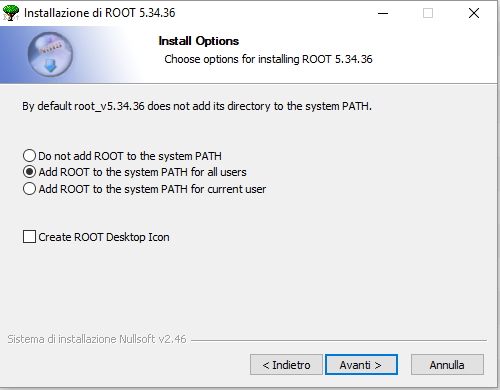 Installazione di ROOT 5.34.36
Install Options
Choose options for installing ROOT 5.34.36
By default root_v5.34.36 does not add its directory to the system PATH.
Do not add ROOT to the system PATH
Add ROOT to the system PATH for all users
Add ROOT to the system PATH for current user
Create ROOT Desktop Icon
Sistema di installazione Nullsoft v2.46
< Indietro Avanti > Annulla